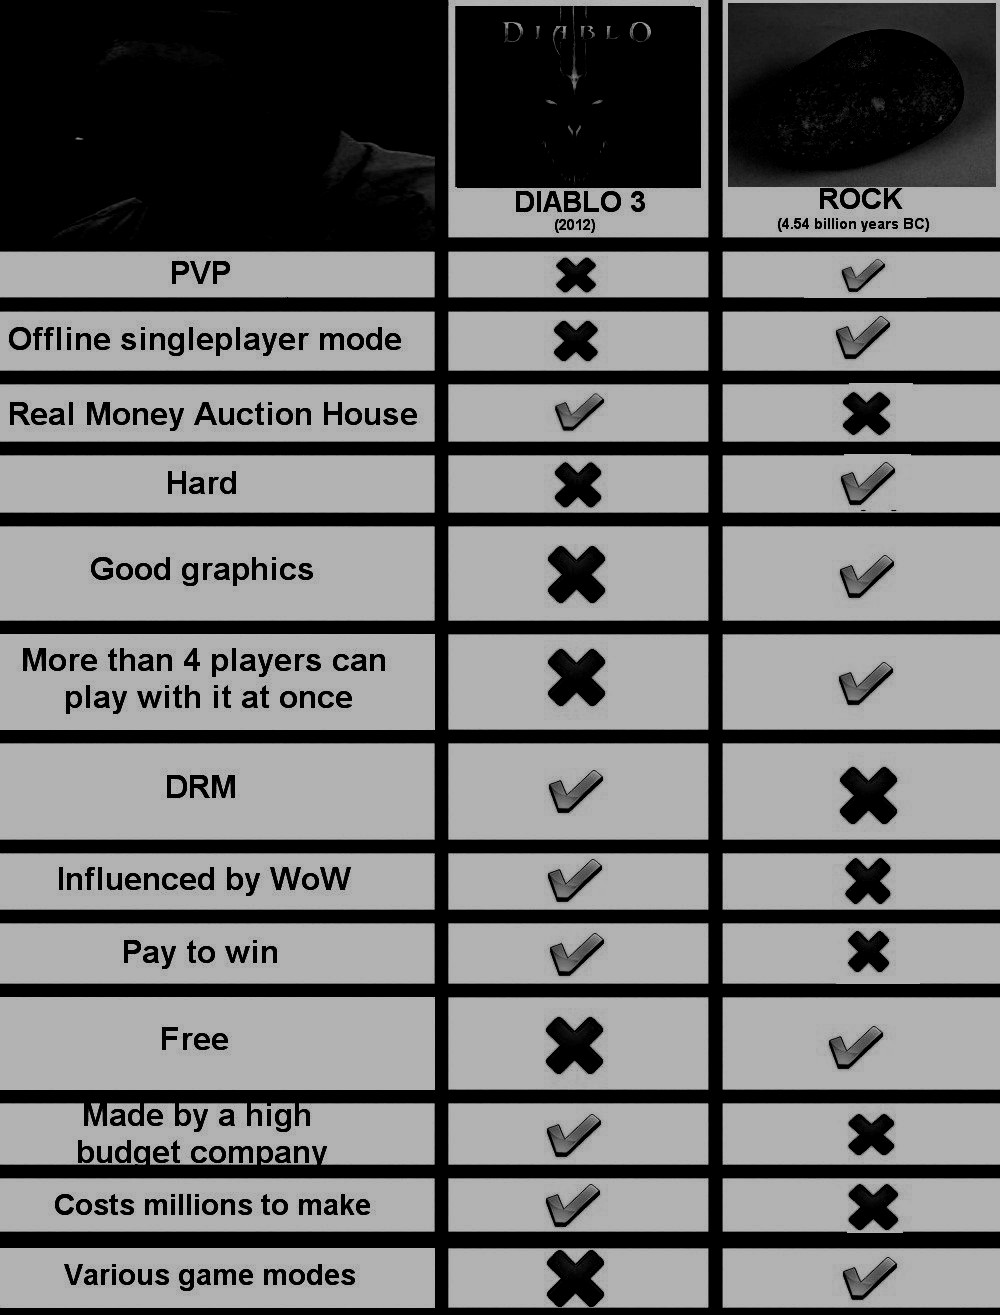 DIABLO
DIABLO 3
(2012)
ROCK
(4.54 billion years BC)
PVP
Offline singleplayer mode
Real Money Auction House
Hard
Good graphics
More than 4 players can
play with it at once
DRM
Influenced by WoW
Pay to win
Free
Made by a high
budget company
Costs millions to make
Various game modes